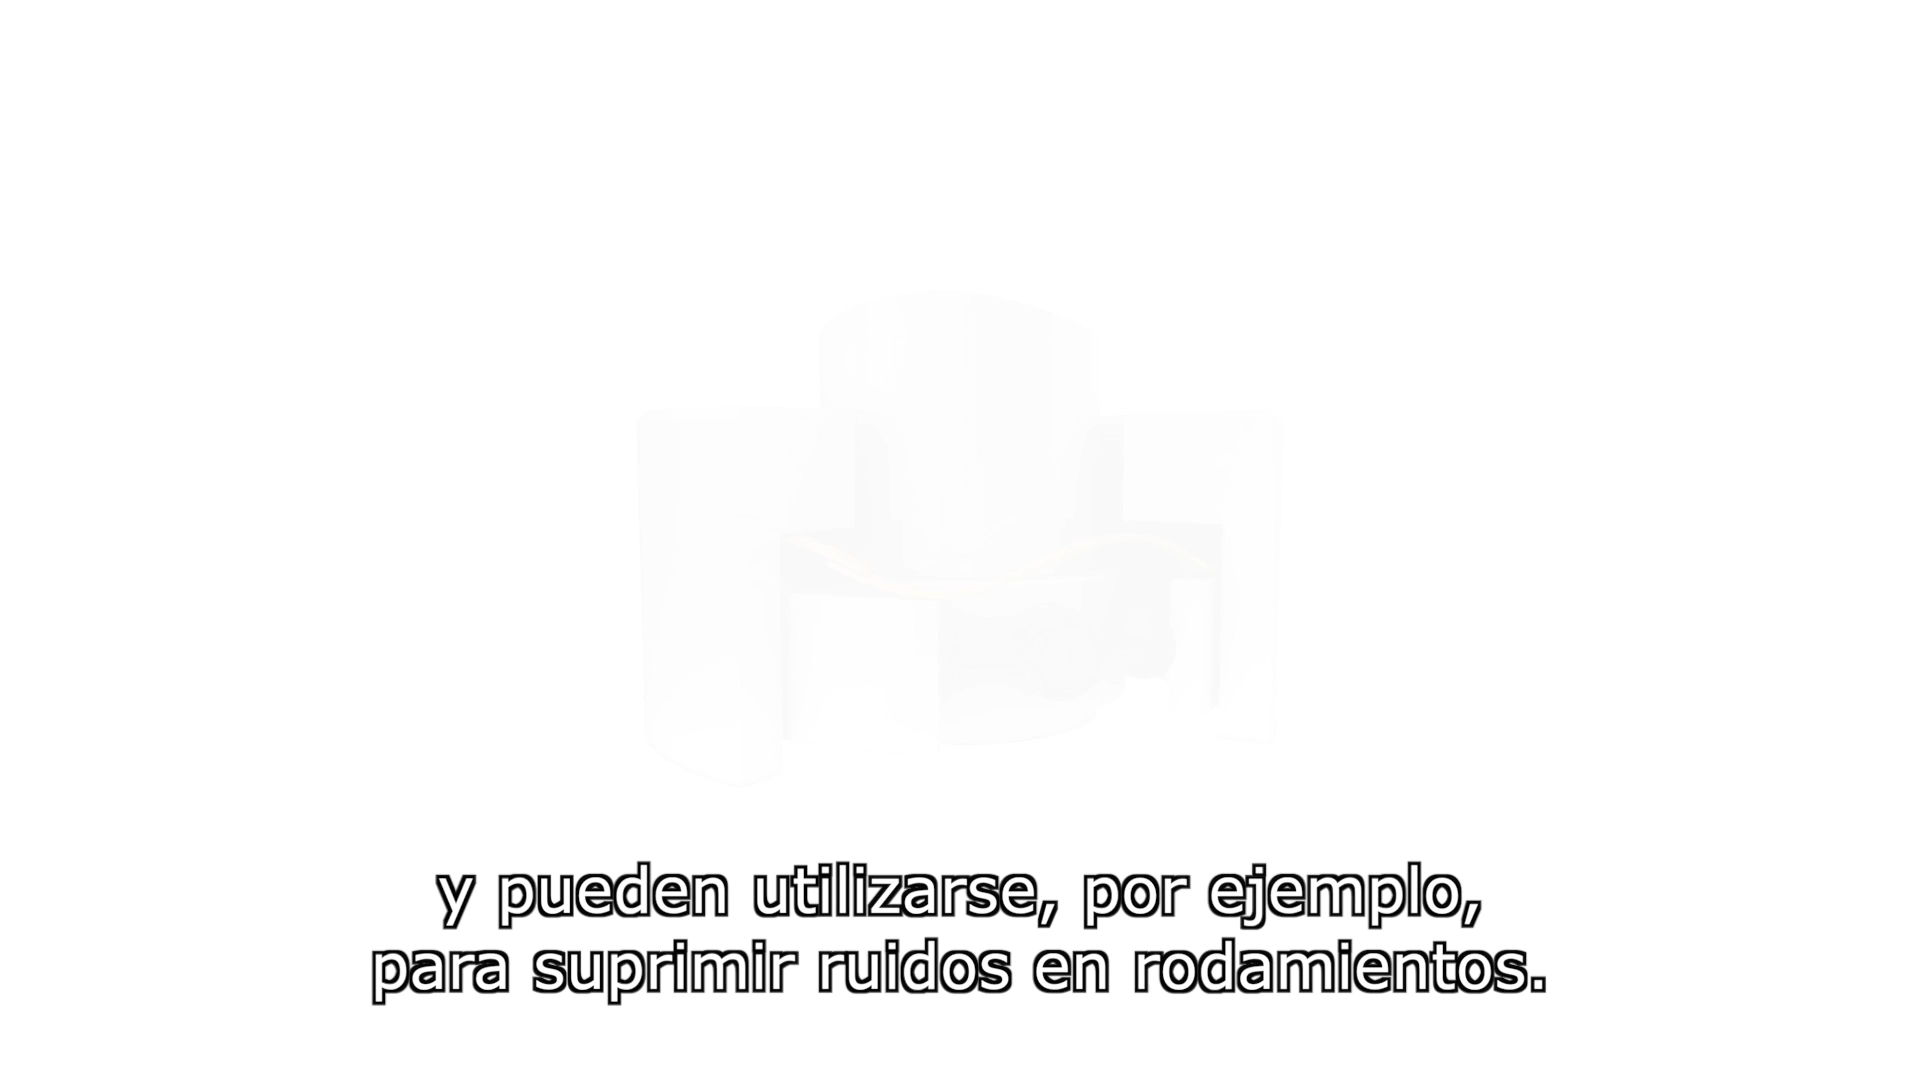 y pueden utilizarse, por ejemplo,
para suprimir ruidos en rodamientos.